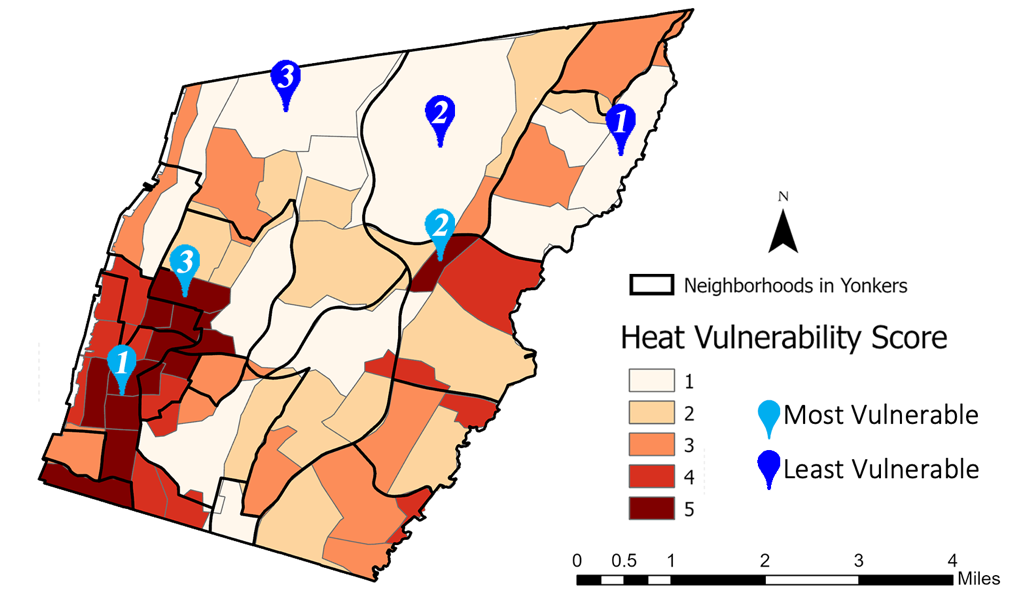 3
2
1
2
3
1
N
Neighborhoods in Yonkers
Heat Vulnerability Score
1
2
3
4
5
Most Vulnerable
Least Vulnerable
0 0.5 1 2 3 4
Miles